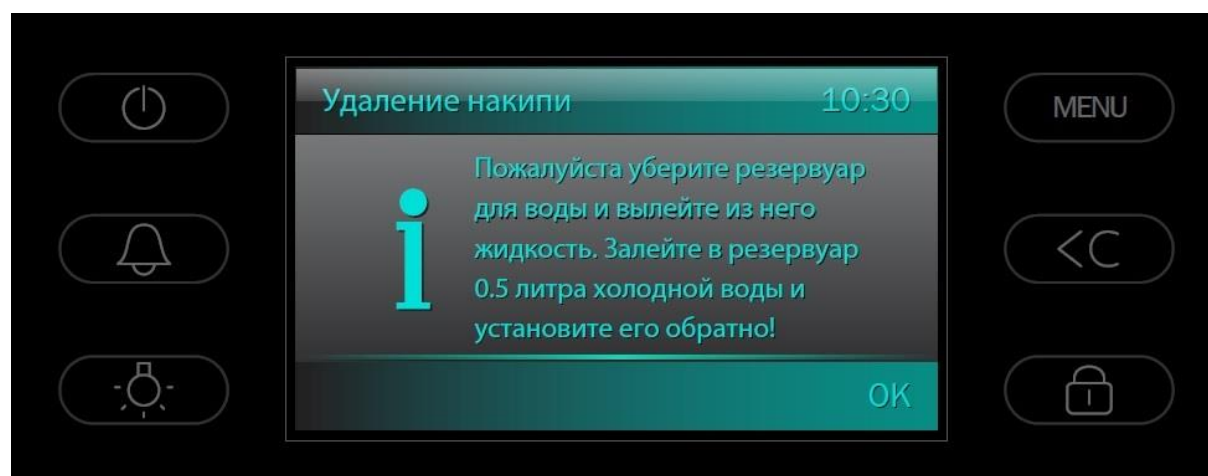 Удаление накипи 10:30
MENU
Пожалуйста уберите резервуар
для воды и вылейте из него
жидкость. Залейте в резервуар
0.5 литра холодной воды и
установите его обратно!
<C
OK